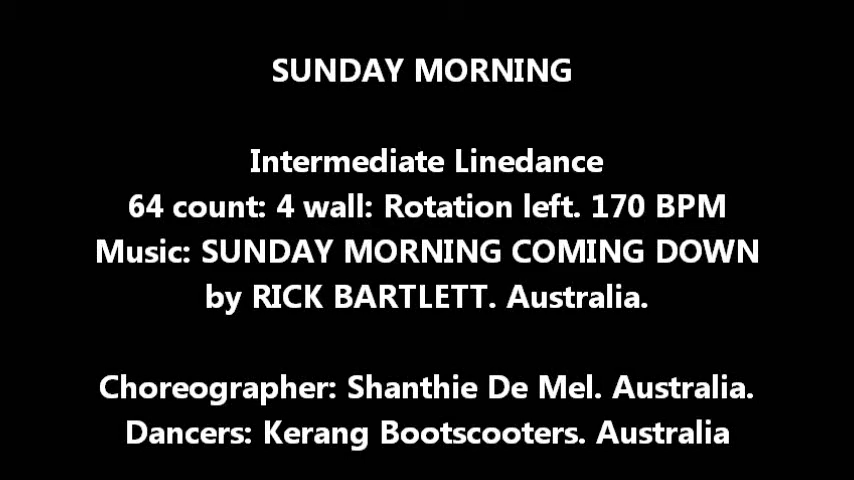 SUNDAY MORNING
Intermediate Linedance
64 count: 4 wall: Rotation left. 170 BPM
Music: SUNDAY MORNING COMING DOWN
by RICK BARTLETT. Australia.
Choreographer: Shanthie De Mel. Australia.
Dancers: Kerang Bootscooters. Australia